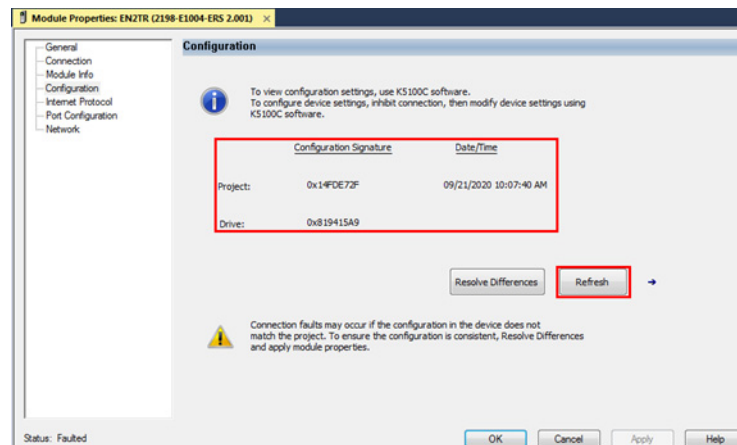 Module Properties: EN2TR (2198-E1004-ERS 2.001) ×
General
Connection
Module Info
Configuration
Internet Protocol
Port Configuration
Network
Configuration
To view configuration settings, use K5100C software.
To configure device settings, inhibit connection, then modify device settings using
K5100C software.
Configuration Signature Date/Time
Project: 0x14FDE72F 09/21/2020 10:07:40 AM
Drive: 0x819415A9
Resolve Differences Refresh
Connection faults may occur if the configuration in the device does not
match the project. To ensure the configuration is consistent, Resolve Differences
and apply module properties.
Status: Faulted
OK Cancel Apply Help